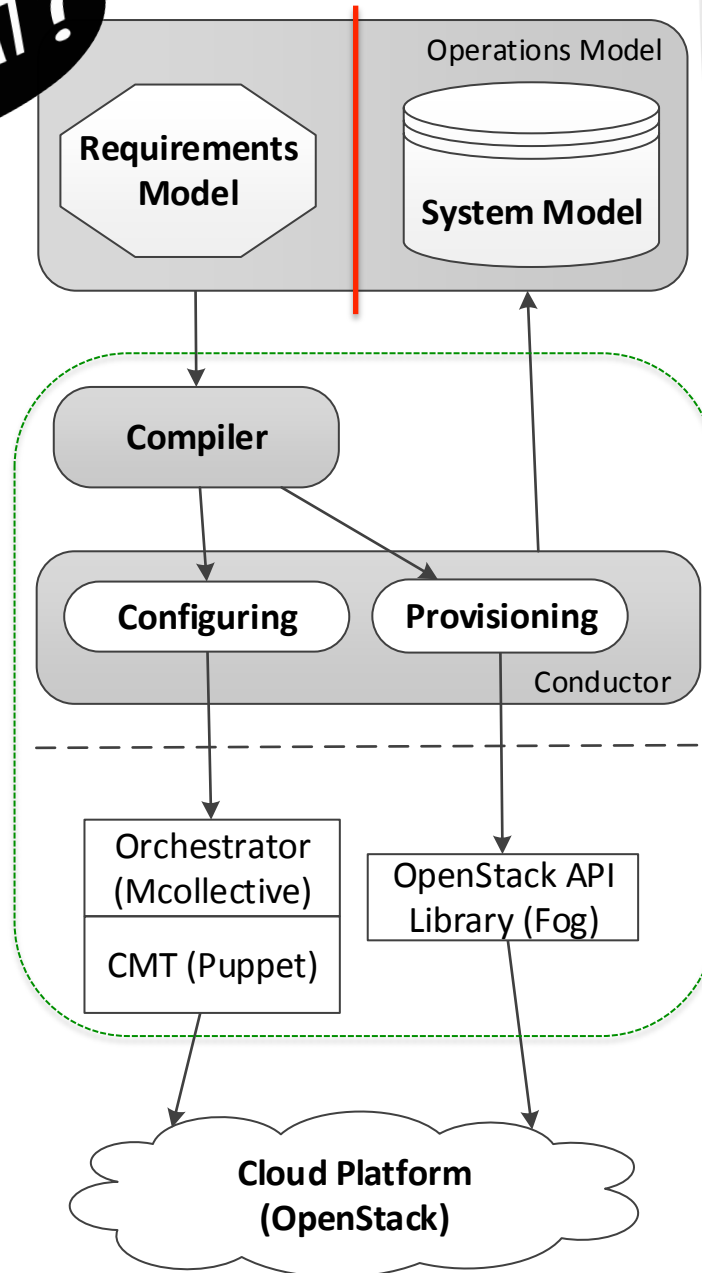 Operations Model
Requirements
Model
System Model
Compiler
Configuring
Provisioning
Conductor
Orchestrator
(Mcollective)
CMT (Puppet)
OpenStack API
Library (Fog)
Cloud Platform
(OpenStack)